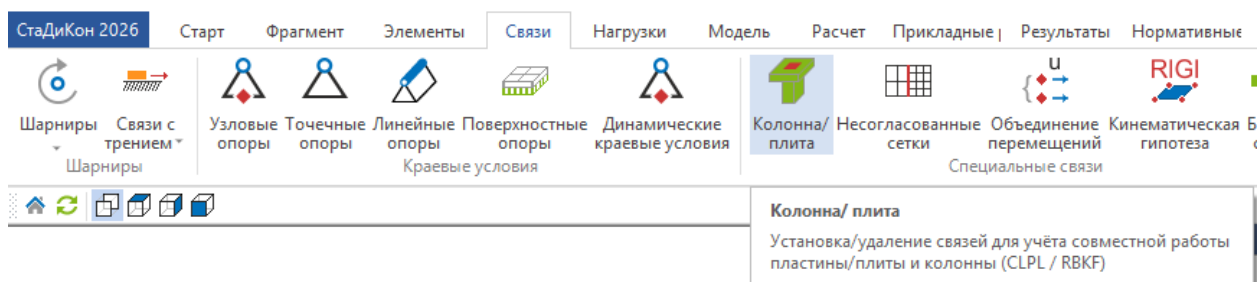 СтаДиКон 2026 Старт Фрагмент Элементы Связи Нагрузки Модель Расчет Прикладные Результаты Нормативные
u RIGI
Шарниры Связи с трением Узловые опоры Точечные опоры Линейные опоры Поверхностные опоры Динамические краевые условия Колонна/ плита Несогласованные сетки Объединение перемещений Кинематическая гипотеза
Шарниры Краевые условия Специальные связи
Колонна/ плита
Установка/удаление связей для учёта совместной работы
пластины/плиты и колонны (CLPL / RBKF)